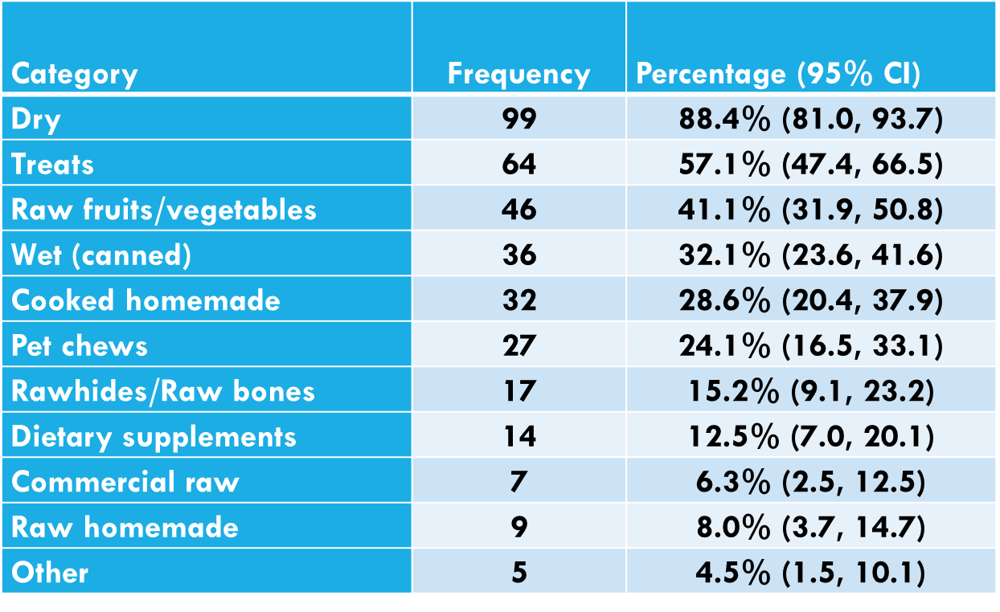 Category Frequency Percentage (95% CI)
Dry 99 88.4% (81.0, 93.7)
Treats 64 57.1% (47.4, 66.5)
Raw fruits/vegetables 46 41.1% (31.9, 50.8)
Wet (canned) 36 32.1% (23.6, 41.6)
Cooked homemade 32 28.6% (20.4, 37.9)
Pet chews 27 24.1% (16.5, 33.1)
Rawhides/Raw bones 17 15.2% (9.1, 23.2)
Dietary supplements 14 12.5% (7.0, 20.1)
Commercial raw 7 6.3% (2.5, 12.5)
Raw homemade 9 8.0% (3.7, 14.7)
Other 5 4.5% (1.5, 10.1)